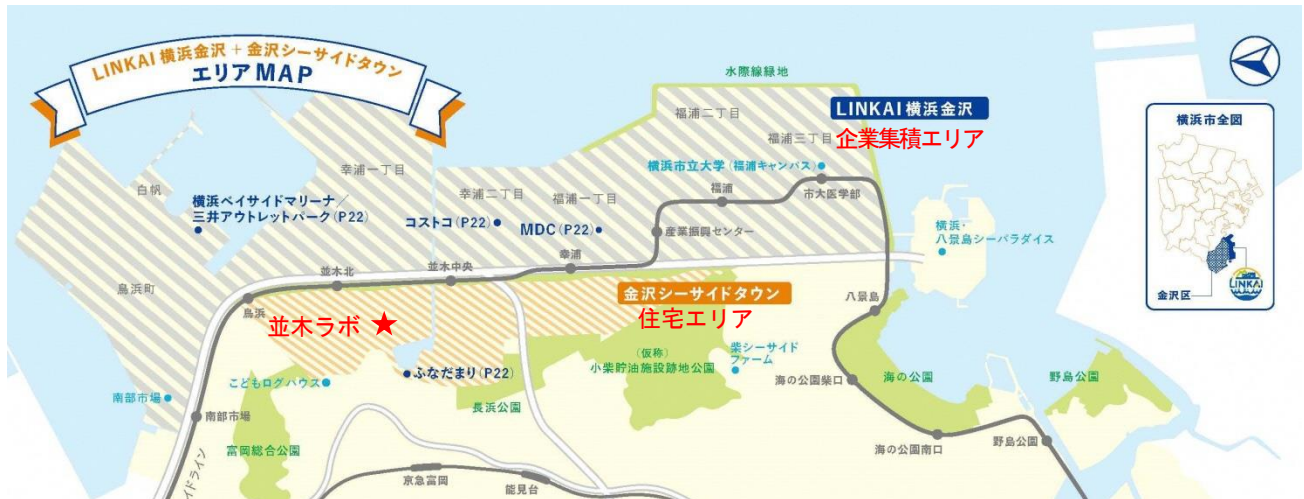 LINKAI 横浜金沢 + 金沢シーサイドタウン
エリアMAP
水際線緑地
福浦二丁目
LINKAI 横浜金沢
福浦三丁目
企業集積エリア
横浜市全図
金沢区
LINKAI
幸浦一丁目
横浜市立大学(福浦キャンパス)
白帆
幸浦二丁目
福浦一丁目
福浦
市大医学部
横浜ベイサイドマリーナ/
三井アウトレットパーク(P22)
コストコ(P22)
MDC(P22)
産業振興センター
横浜・
八景島シーパラダイス
幸浦
並木中央
並木北
鳥浜町
鳥浜
金沢シーサイドタウン
住宅エリア
八景島
並木ラボ ★
(仮称)
小柴貯油施設跡地公園
柴シーサイド
ファーム
ふなだまり(P22)
こどもログハウス
海の公園柴口
海の公園
野島公園
南部市場
南部市場
長浜公園
富岡総合公園
海の公園南口
野島公園
京急富岡
能見台
ドライン